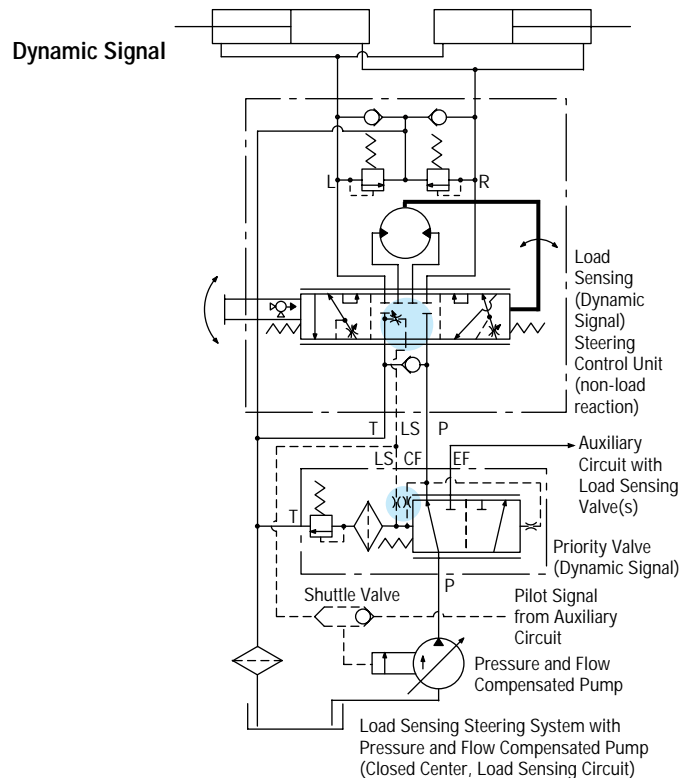 Dynamic Signal
L
R
Load
Sensing
(Dynamic
Signal)
Steering
Control Unit
(non-load
reaction)
T LS P
LS CF EF
Auxiliary
Circuit with
Load Sensing
Valve(s)
T
Priority Valve
(Dynamic Signal)
P
Shuttle Valve
Pilot Signal
from Auxiliary
Circuit
Pressure and Flow
Compensated Pump
Load Sensing Steering System with
Pressure and Flow Compensated Pump
(Closed Center, Load Sensing Circuit)